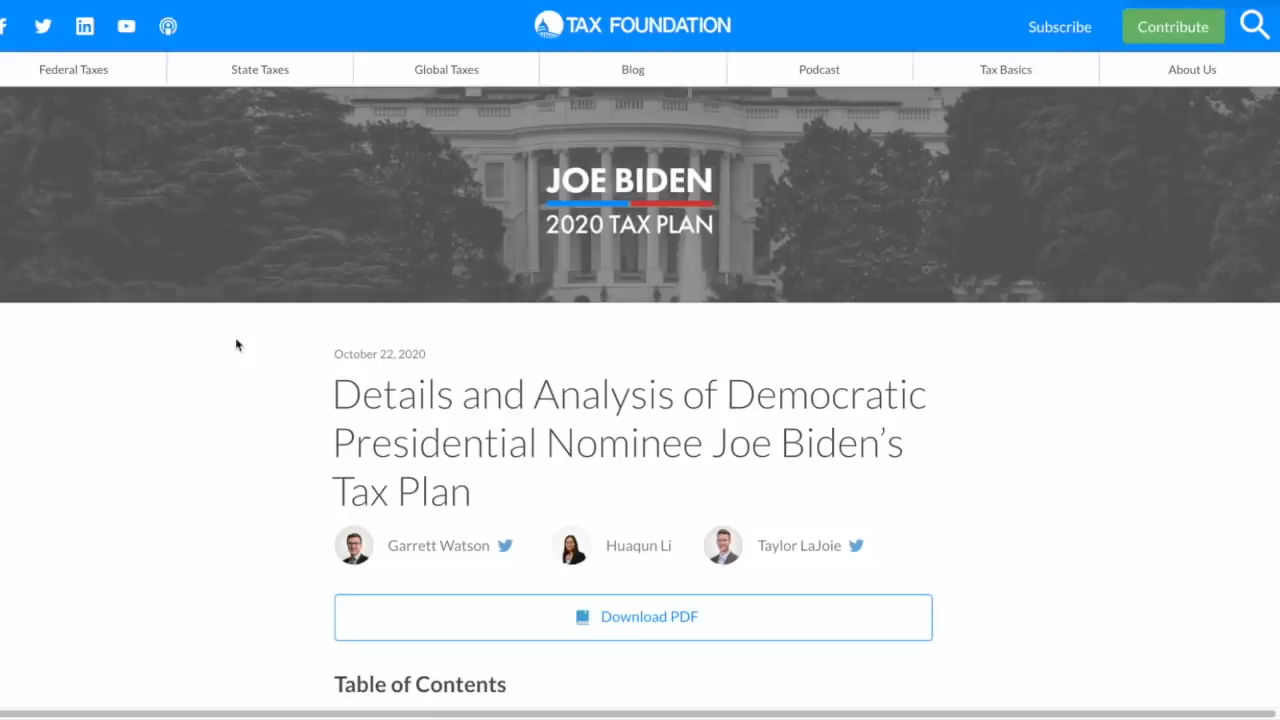 TAX FOUNDATION
Subscribe
Contribute
Federal Taxes
State Taxes
Global Taxes
Blog
Podcast
Tax Basics
About Us
JOE BIDEN
2020 TAX PLAN
October 22, 2020
Details and Analysis of Democratic
Presidential Nominee Joe Biden’s
Tax Plan
Garrett Watson
Huaqun Li
Taylor LaJoie
Download PDF
Table of Contents